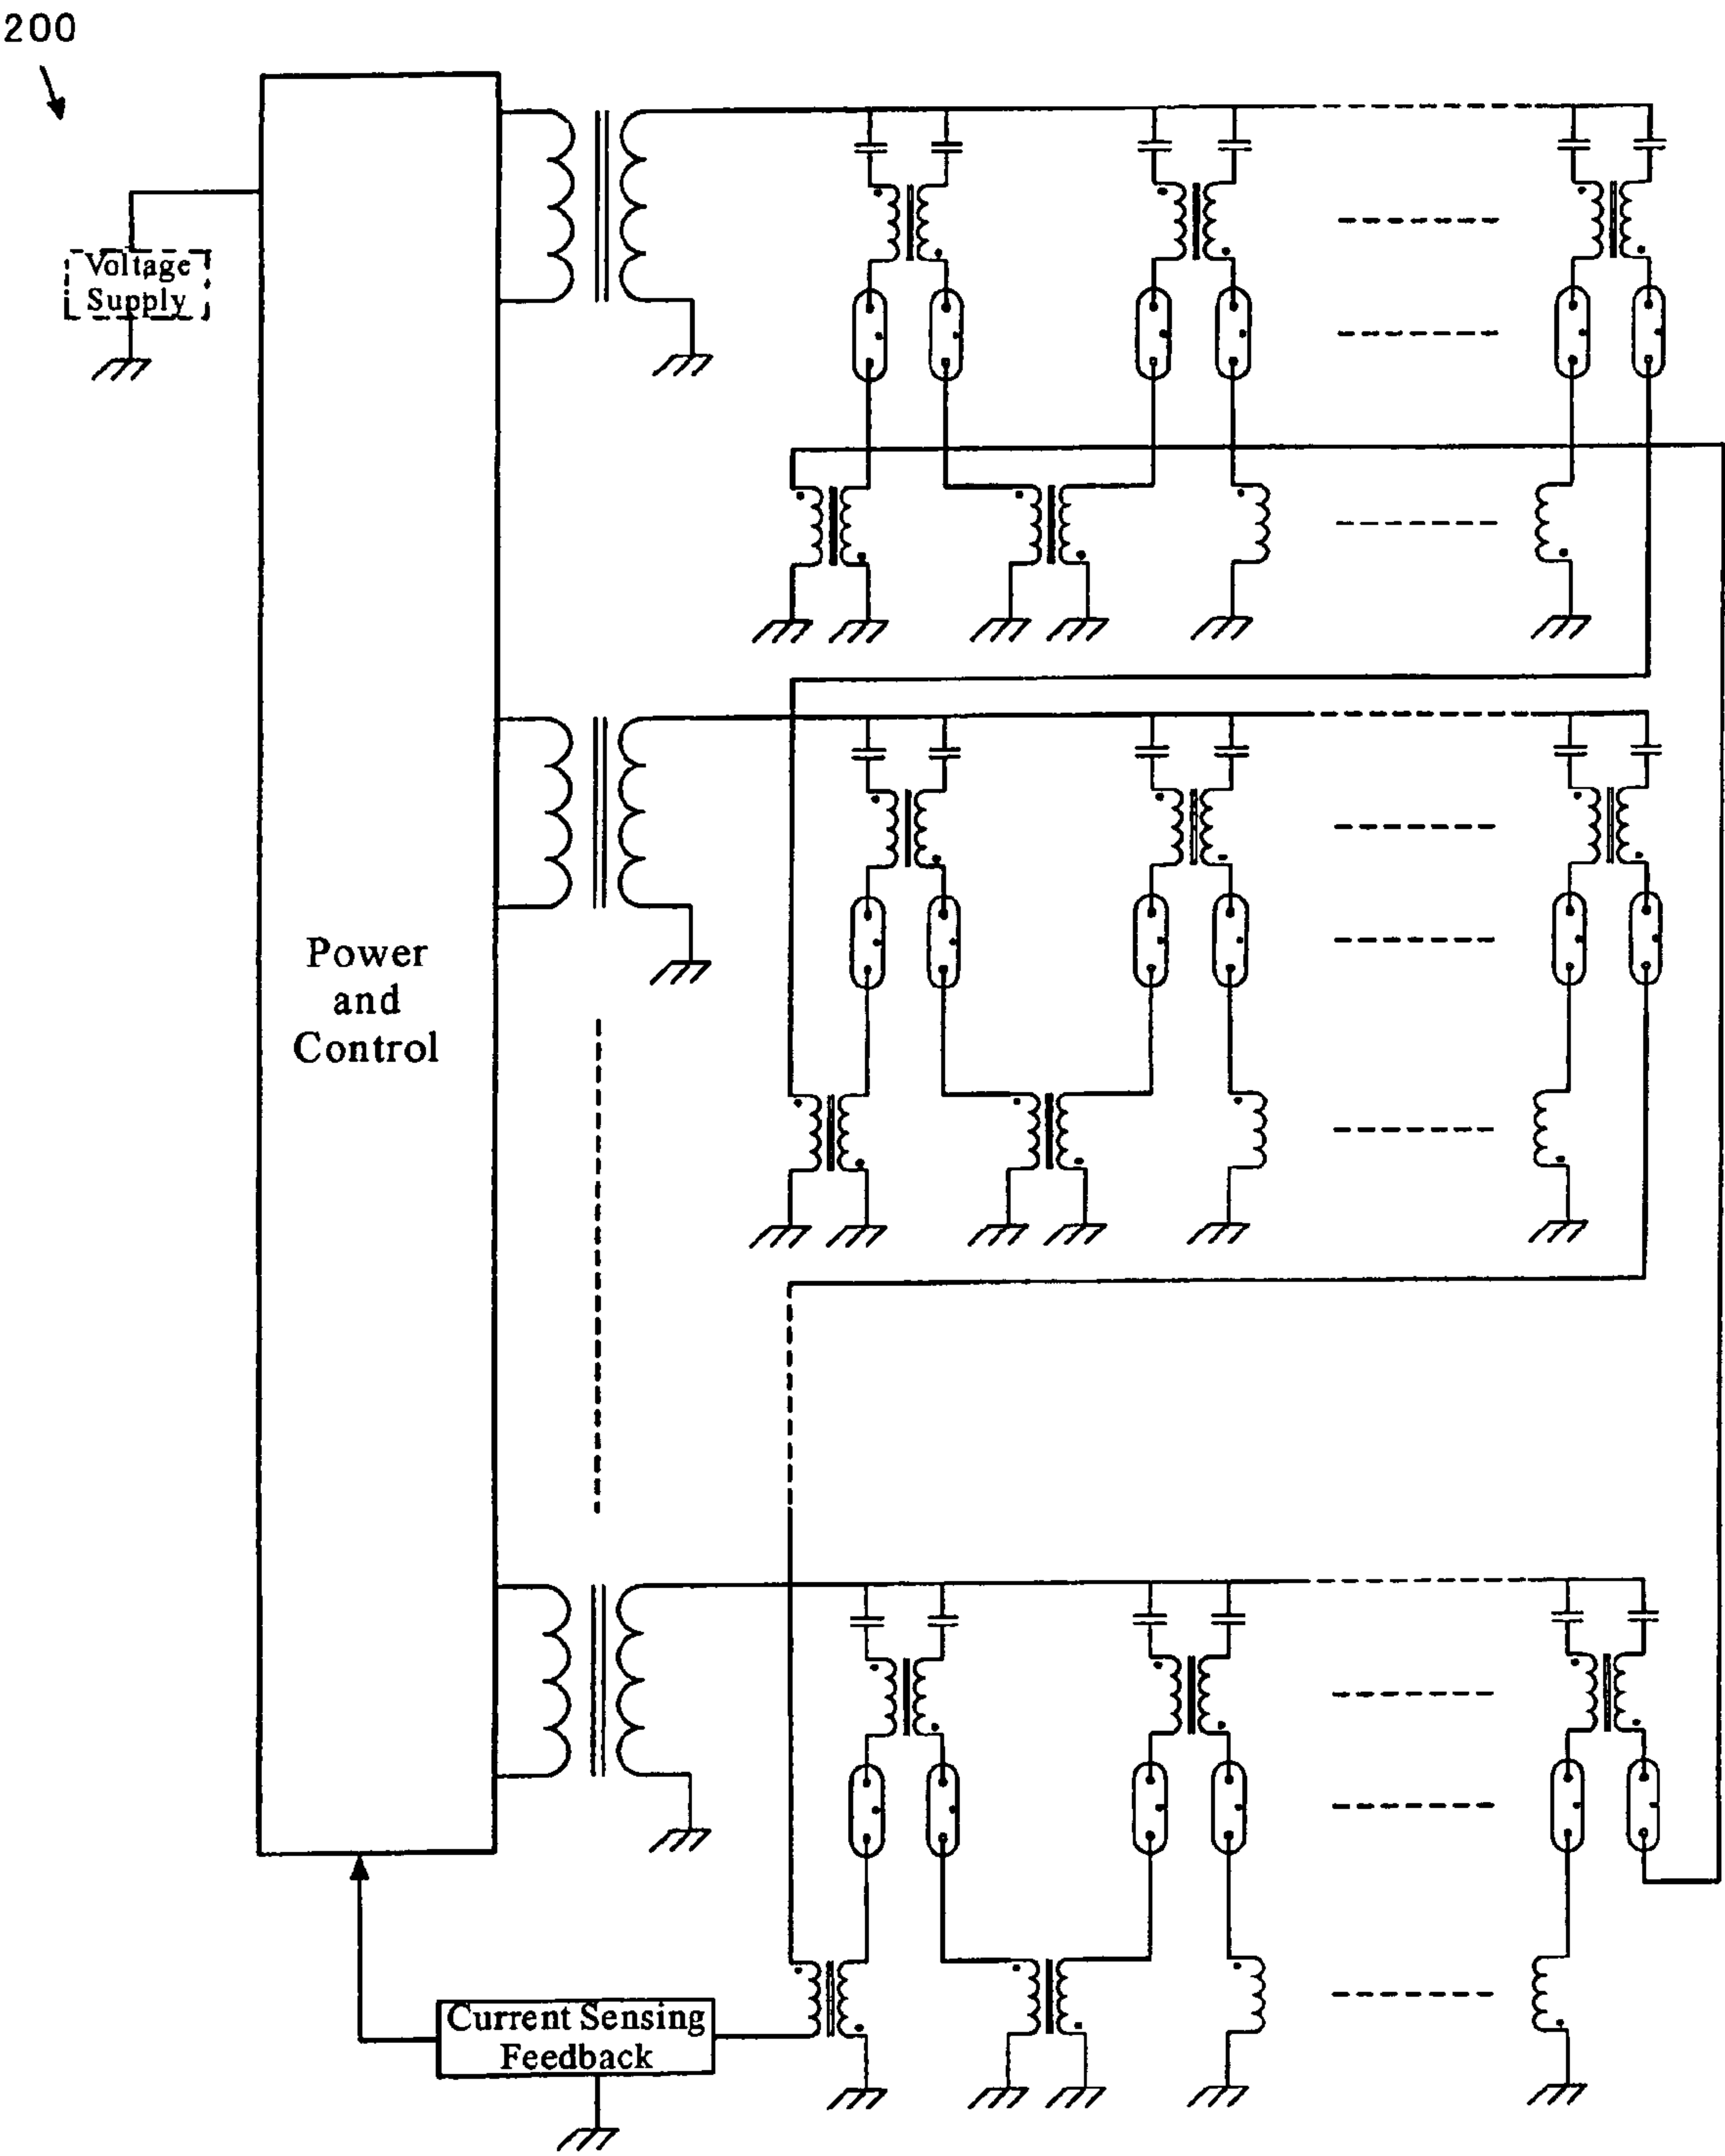 200
Voltage
Supply
Power
and
Control
Current Sensing
Feedback